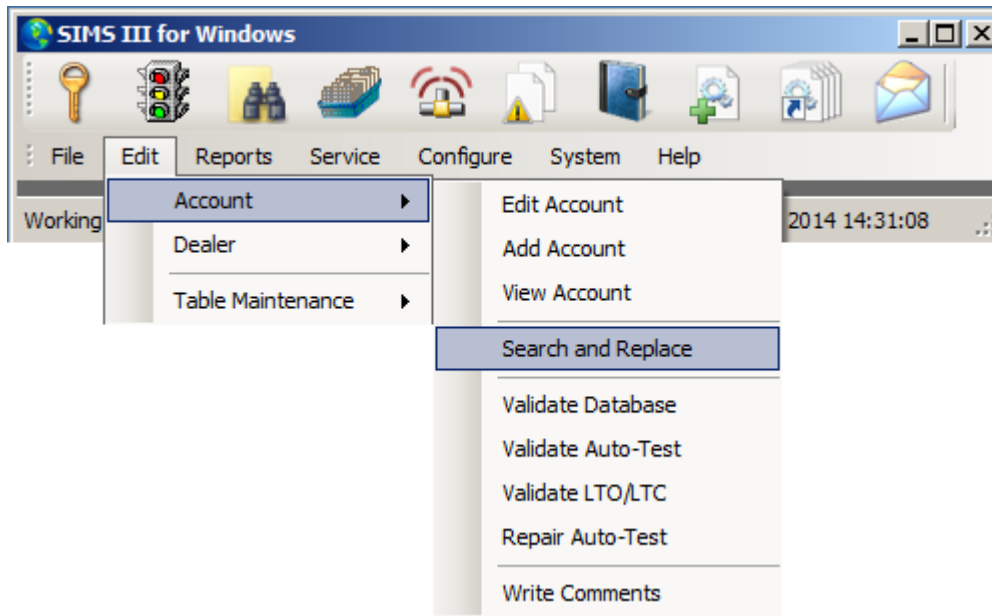 SIMS III for Windows
File Edit Reports Service Configure System Help
Working 2014 14:31:08
Account
Dealer
Table Maintenance
Edit Account
Add Account
View Account
Search and Replace
Validate Database
Validate Auto-Test
Validate LTO/LTC
Repair Auto-Test
Write Comments